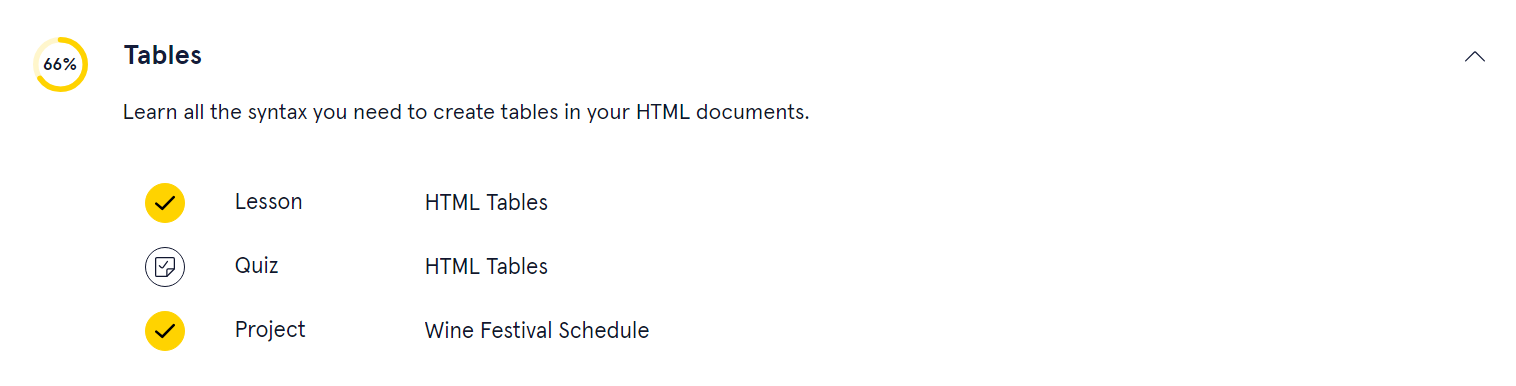 66%
Tables
Learn all the syntax you need to create tables in your HTML documents.
Lesson HTML Tables
Quiz HTML Tables
Project Wine Festival Schedule